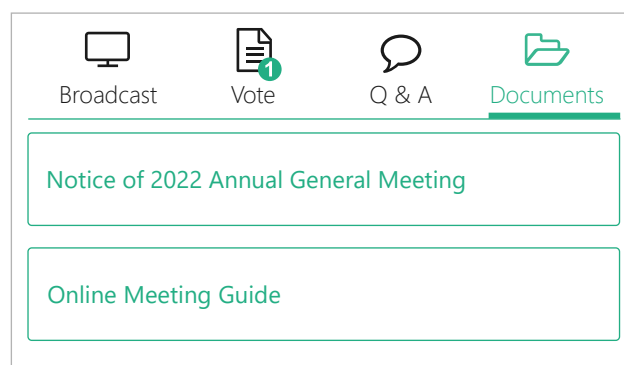 1
Broadcast Vote Q & A Documents
Notice of 2022 Annual General Meeting
Online Meeting Guide